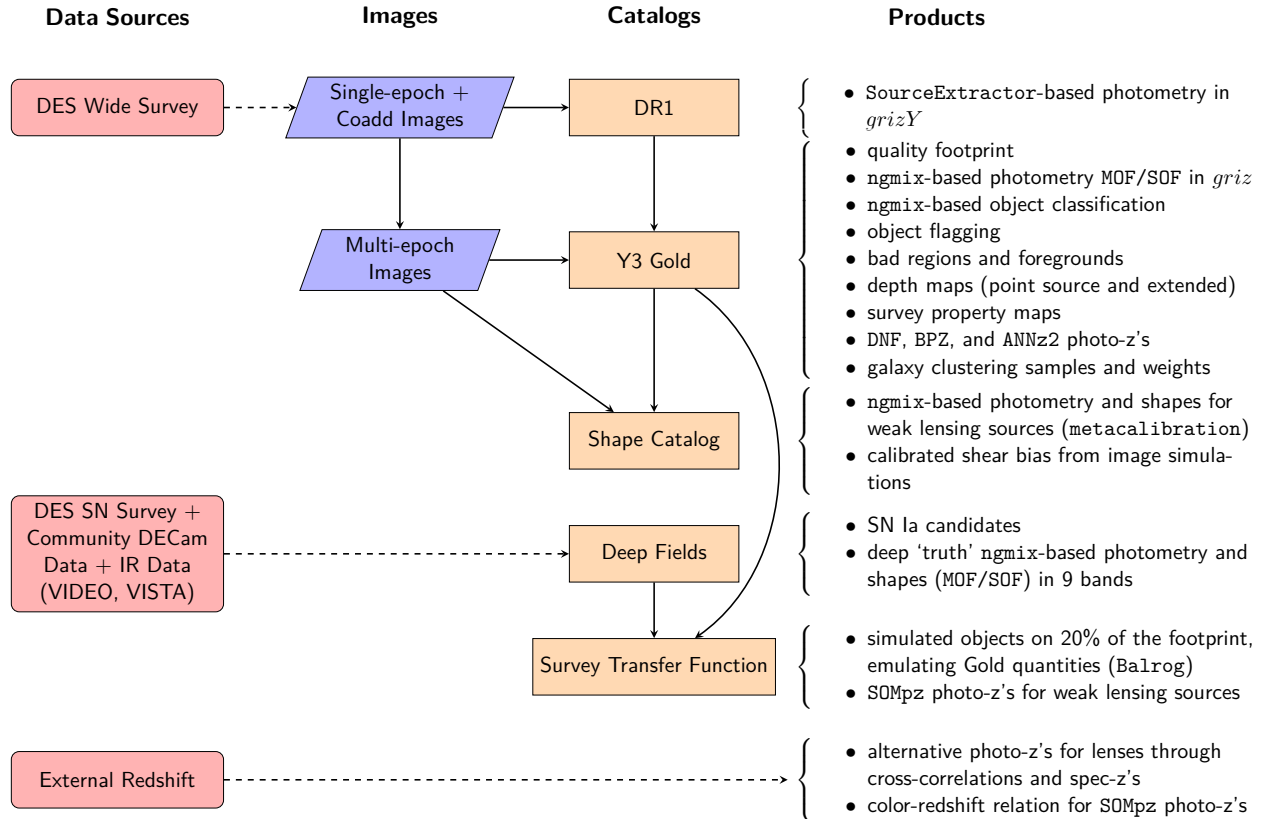 Data Sources
Images
Catalogs
Products
DES Wide Survey
Single-epoch +
Coadd Images
DR1
• SourceExtractor-based photometry in
grizY
• quality footprint
• ngmix-based photometry MOF/SOF in griz
• ngmix-based object classification
• object flagging
• bad regions and foregrounds
• depth maps (point source and extended)
• survey property maps
• DNF, BPZ, and ANNz2 photo-z's
• galaxy clustering samples and weights
Multi-epoch
Images
Y3 Gold
Shape Catalog
• ngmix-based photometry and shapes for
weak lensing sources (metacalibration)
• calibrated shear bias from image simula-
tions
DES SN Survey +
Community DECam
Data + IR Data
(VIDEO, VISTA)
Deep Fields
• SN Ia candidates
• deep ‘truth’ ngmix-based photometry and
shapes (MOF/SOF) in 9 bands
Survey Transfer Function
• simulated objects on 20% of the footprint,
emulating Gold quantities (Balrog)
• SOMpz photo-z's for weak lensing sources
External Redshift
• alternative photo-z's for lenses through
cross-correlations and spec-z's
• color-redshift relation for SOMpz photo-z's